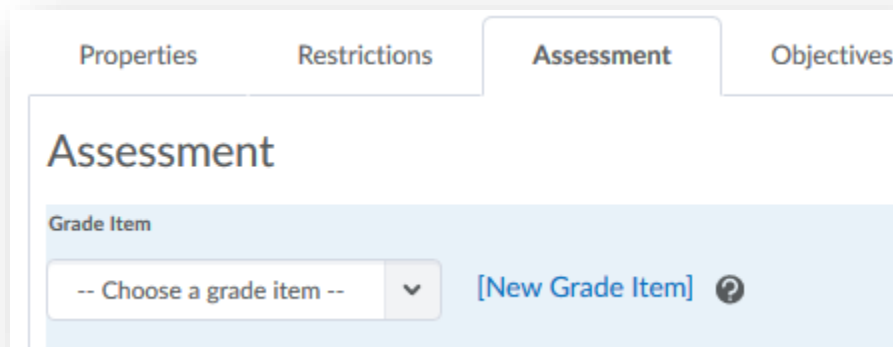 Properties Restrictions Assessment Objectives
Assessment
Grade Item
-- Choose a grade item -- [New Grade Item] ?